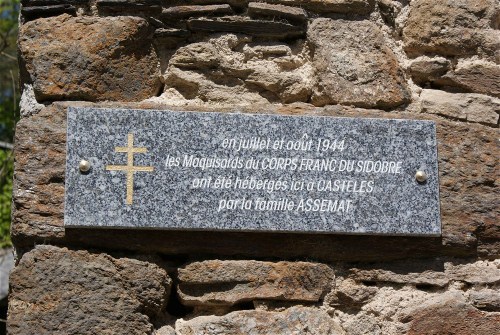 en juillet et août 1944
les Maquisards du CORPS FRANC DU SIDOBRE
ont été hébergés ici à CASTELES
par la famille ASSEMAT